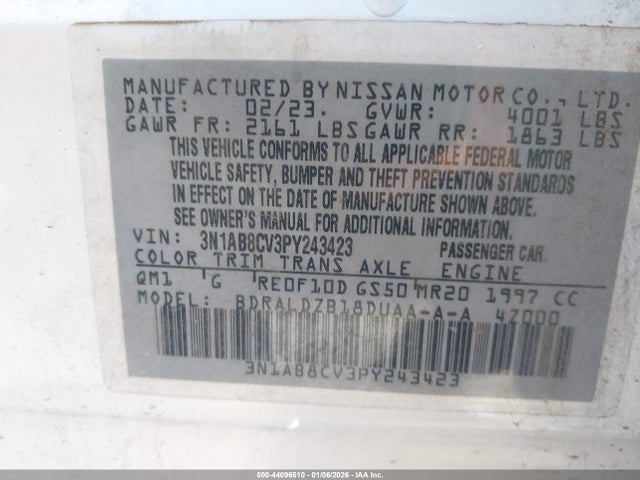 MANUFACTURED BY NISSAN MOTOR CO., LTD.
DATE: 02/23. GVWR: 4001 LBS
GAWR FR: 2161 LBS GAWR RR: 1863 LBS
THIS VEHICLE CONFORMS TO ALL APPLICABLE FEDERAL MOTOR
VEHICLE SAFETY, BUMPER AND THEFT PREVENTION STANDARDS
IN EFFECT ON THE DATE OF MANUFACTURE SHOWN ABOVE.
SEE OWNER'S MANUAL FOR ADDITIONAL INFORMATION.
VIN: 3N1AB8CV3PY243423 PASSENGER CAR.
COLOR TRIM TRANS AXLE ENGINE
QM1 G RE0F10D GS50 MR20 1997 CC
MODEL: BDRALDZB18DUAA-A-A 4Z000
3N1AB8CV3PY243423
000-44096510 - 01/06/2026 - IAA Inc.